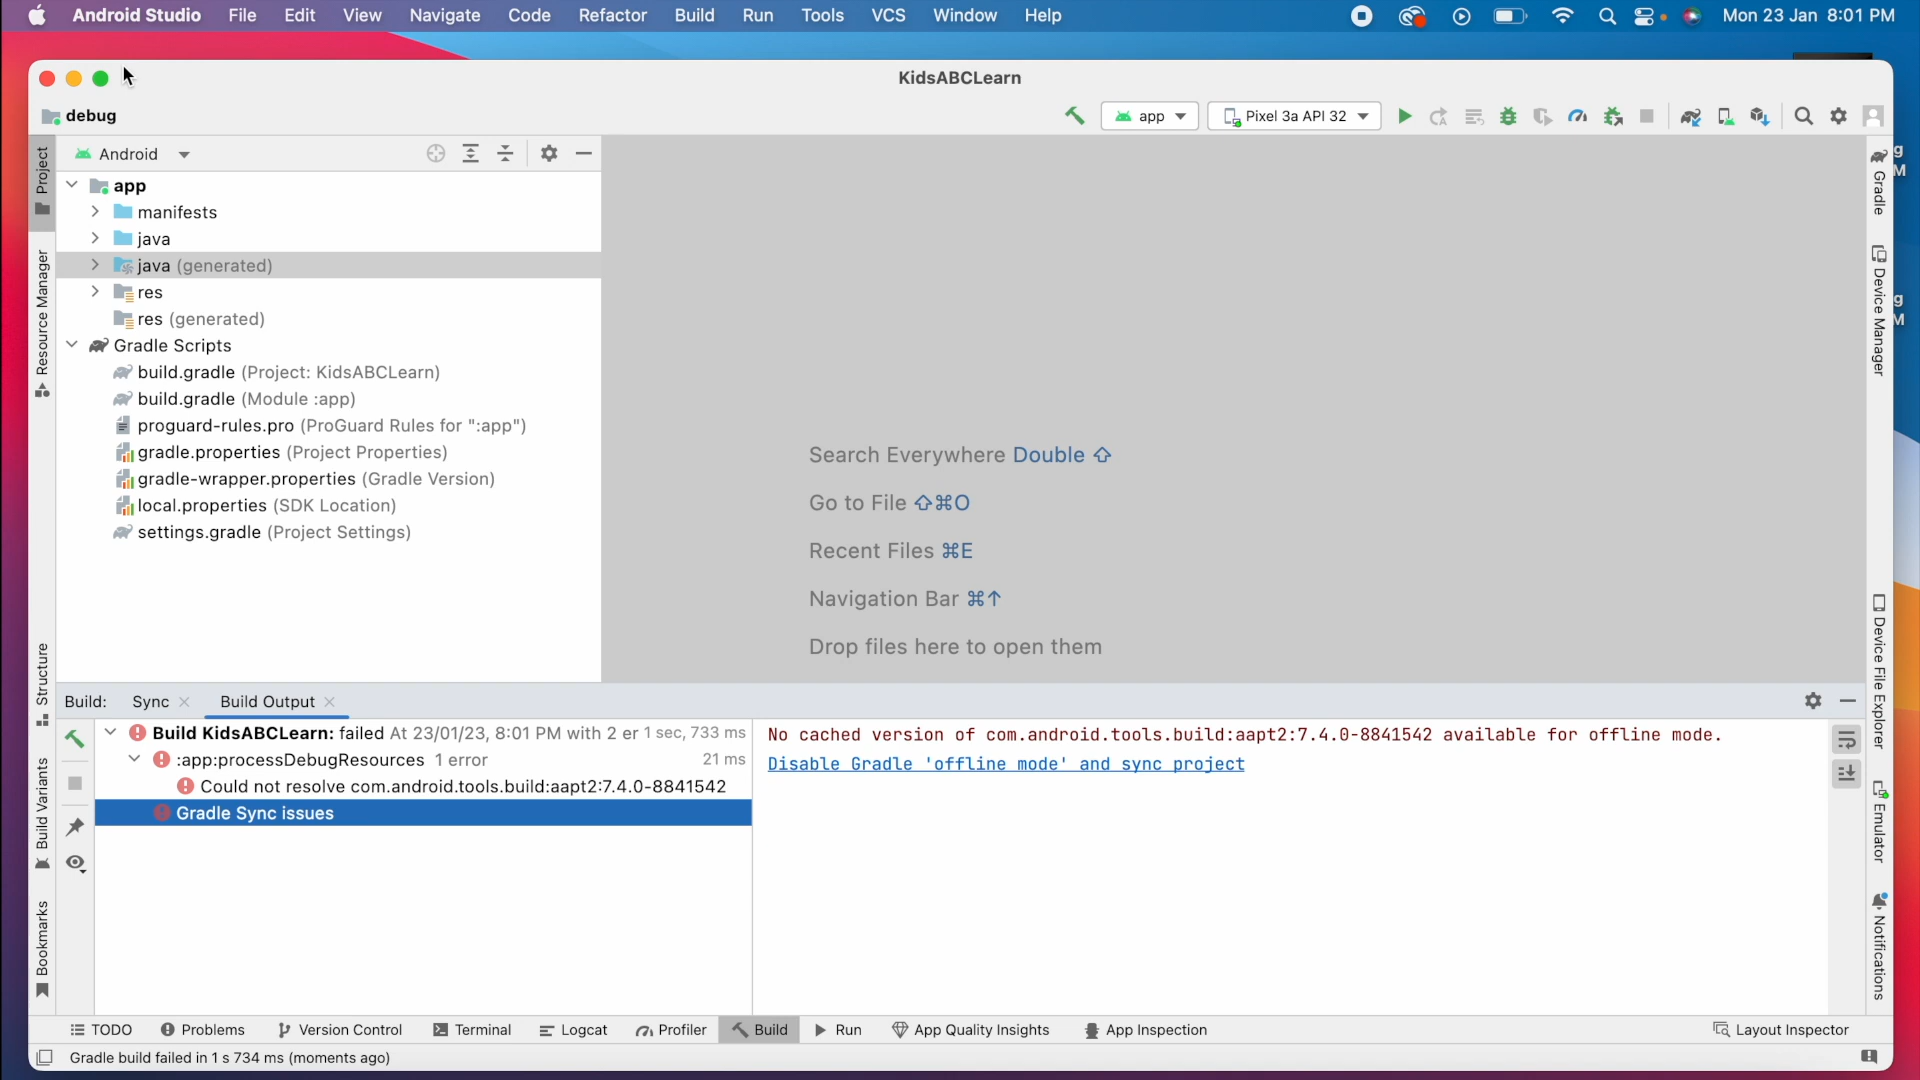 Android Studio File Edit View Navigate Code Refactor Build Run Tools VCS Window Help Mon 23 Jan 8:01 PM
KidsABCLearn
debug
app
Pixel 3a API 32
Android
app
manifests
java
java (generated)
res
res (generated)
Gradle Scripts
build.gradle (Project: KidsABCLearn)
build.gradle (Module :app)
proguard-rules.pro (ProGuard Rules for ":app")
gradle.properties (Project Properties)
gradle-wrapper.properties (Gradle Version)
local.properties (SDK Location)
settings.gradle (Project Settings)
Project
Resource Manager
Structure
Build Variants
Bookmarks
Search Everywhere Double ⇧
Go to File ⇧⌘O
Recent Files ⌘E
Navigation Bar ⌘↑
Drop files here to open them
Gradle
Device Manager
Device File Explorer
Emulator
Notifications
g
M
g
M
Build: Sync Build Output
Build KidsABCLearn: failed At 23/01/23, 8:01 PM with 2 er 1 sec, 733 ms
:app:processDebugResources 1 error 21 ms
Could not resolve com.android.tools.build:aapt2:7.4.0-8841542
Gradle Sync issues
No cached version of com.android.tools.build:aapt2:7.4.0-8841542 available for offline mode.
Disable Gradle 'offline mode' and sync project
TODO Problems Version Control Terminal Logcat Profiler Build Run App Quality Insights App Inspection Layout Inspector
Gradle build failed in 1 s 734 ms (moments ago)